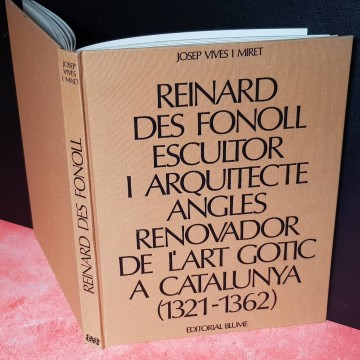 JOSEP VIVES I MIRET
REINARD
DES FONOLL
ESCULTOR
I ARQUITECTE
ANGLES
RENOVADOR
DE L'ART GOTIC
A CATALUNYA
(1321-1362)
EDITORIAL BLUME
JOSEP
VIVES
I MIRET
REINARD DES FONOLL